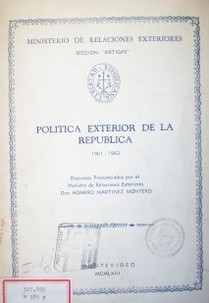 MINISTERIO DE RELACIONES EXTERIORES
SECCION "ARTIGAS"
POLITICA EXTERIOR DE LA
REPUBLICA
1961 - 1962
Discursos Pronunciados por el
Ministro de Relaciones Exteriores
Don HOMERO MARTINEZ MONTERO
MONTEVIDEO